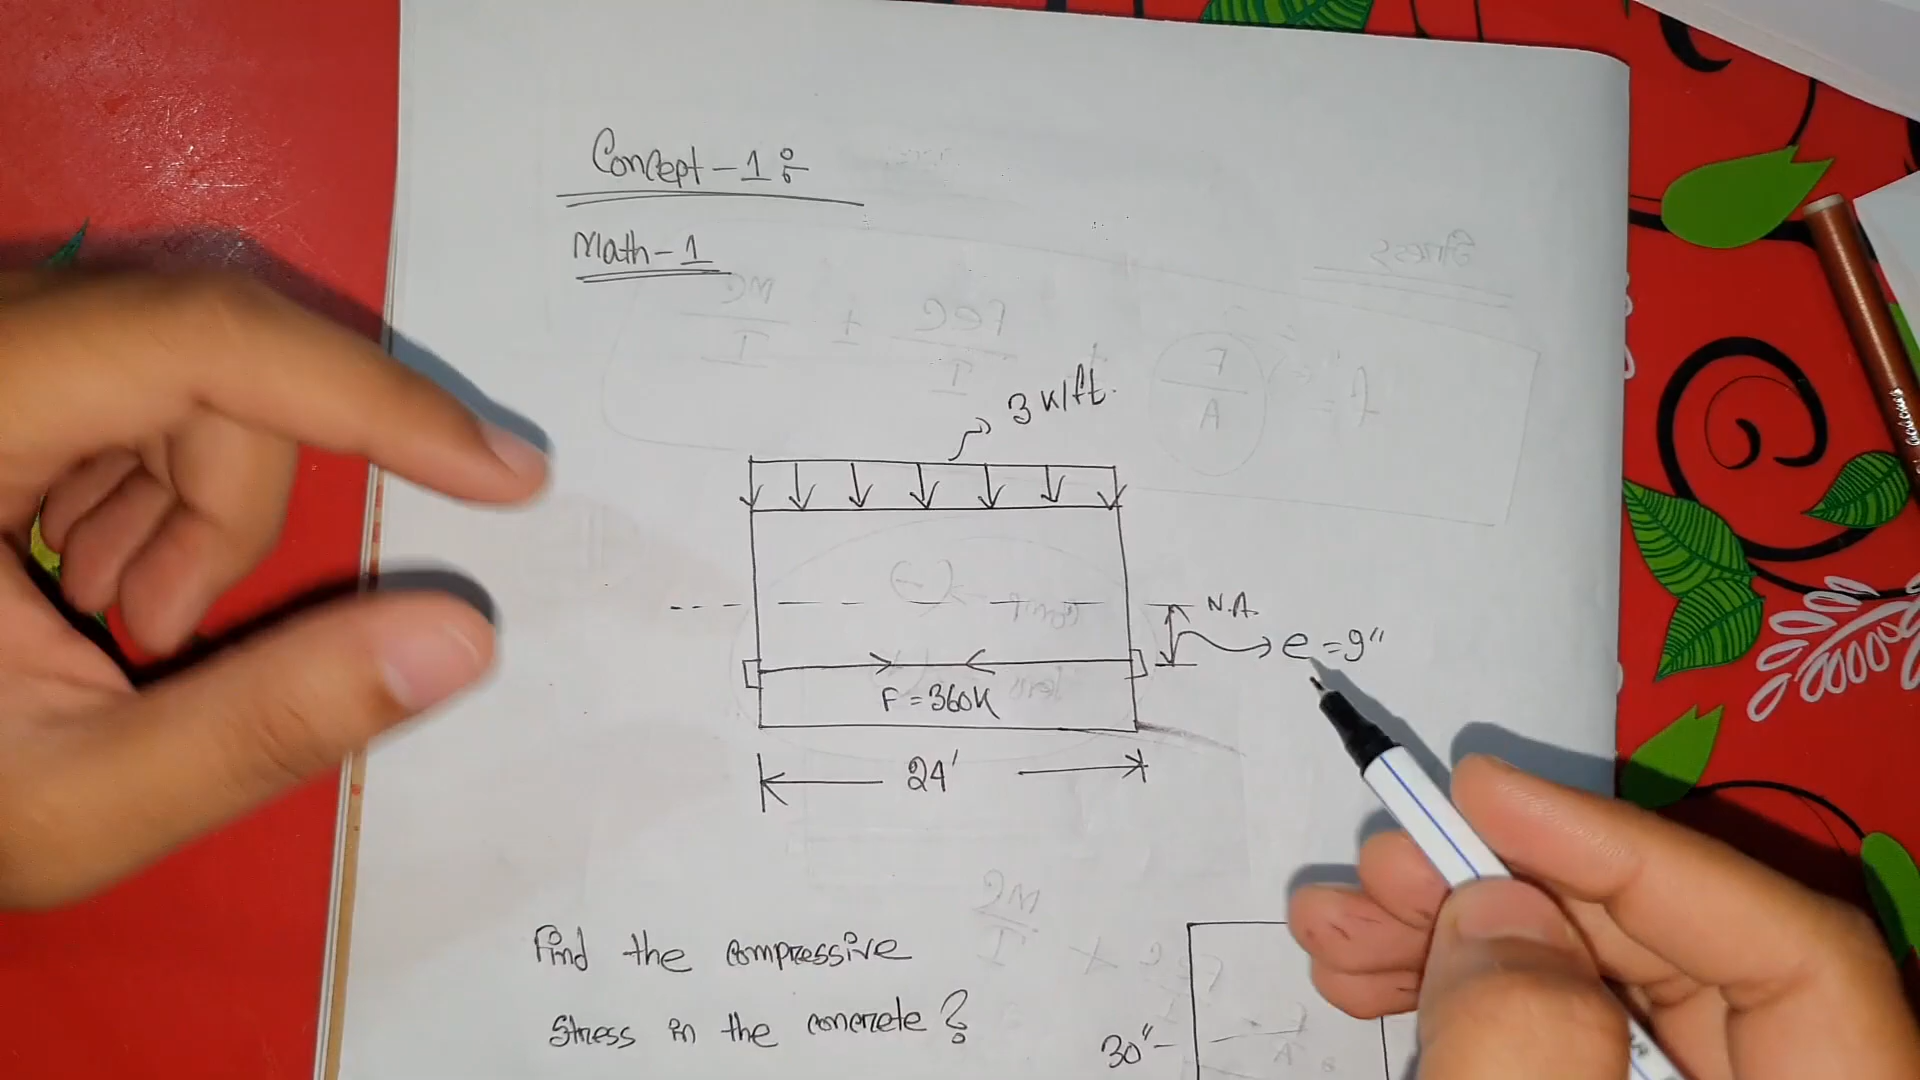 Concept-1:
Math-1
3 k/ft.
N.A.
e=9"
F=360K
24'
Find the compressive
stress in the concrete?
30"